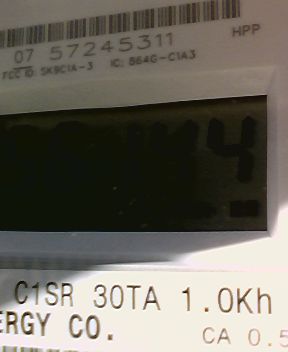 07 57245311
HPP
FCC ID: SK9C1A-3 IC: 864G-C1A3
4
C1SR 30TA 1.0Kh
ERGY CO.
CA 0.5